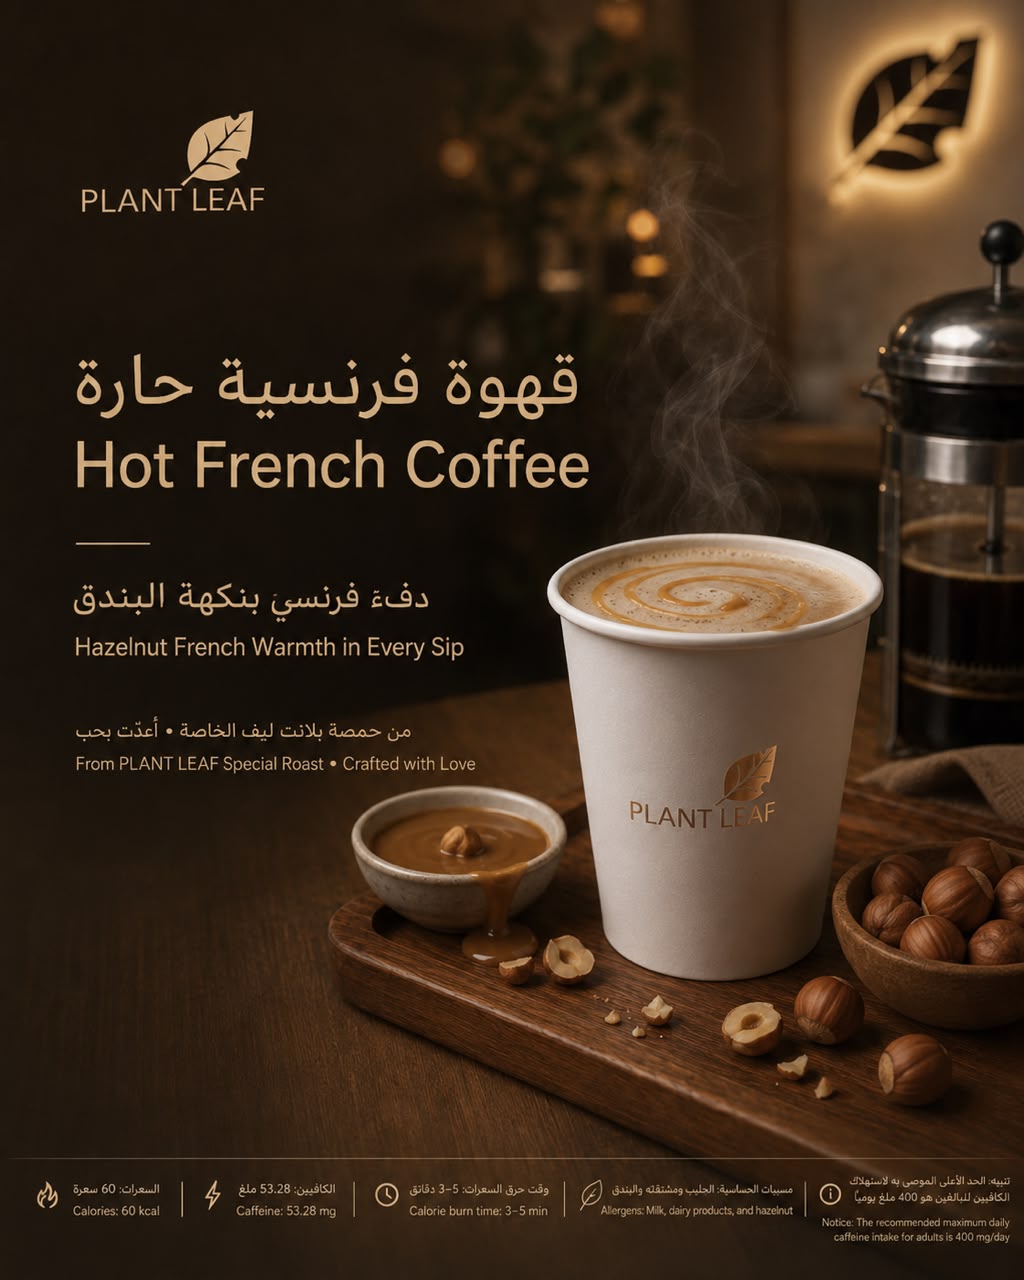 PLANT LEAF
قهوة فرنسية حارة
Hot French Coffee
دفءَ فرنسيَ بنكهة البندق
Hazelnut French Warmth in Every Sip
من حمصة بلانت ليف الخاصة • أعدّت بحب
From PLANT LEAF Special Roast • Crafted with Love
PLANT LEAF
السعرات: 60 سعرة
Calories: 60 kcal
الكافيين: 53.28 ملغ
Caffeine: 53.28 mg
وقت حرق السعرات: 3–5 دقائق
Calorie burn time: 3–5 min
مسببات الحساسية: الحليب ومشتقاته والبندق
Allergens: Milk, dairy products, and hazelnut
تنبيه: الحد الأعلى الموصى به لاستهلاك
الكافيين للبالغين هو 400 ملغ يومياً
Notice: The recommended maximum daily
caffeine intake for adults is 400 mg/day